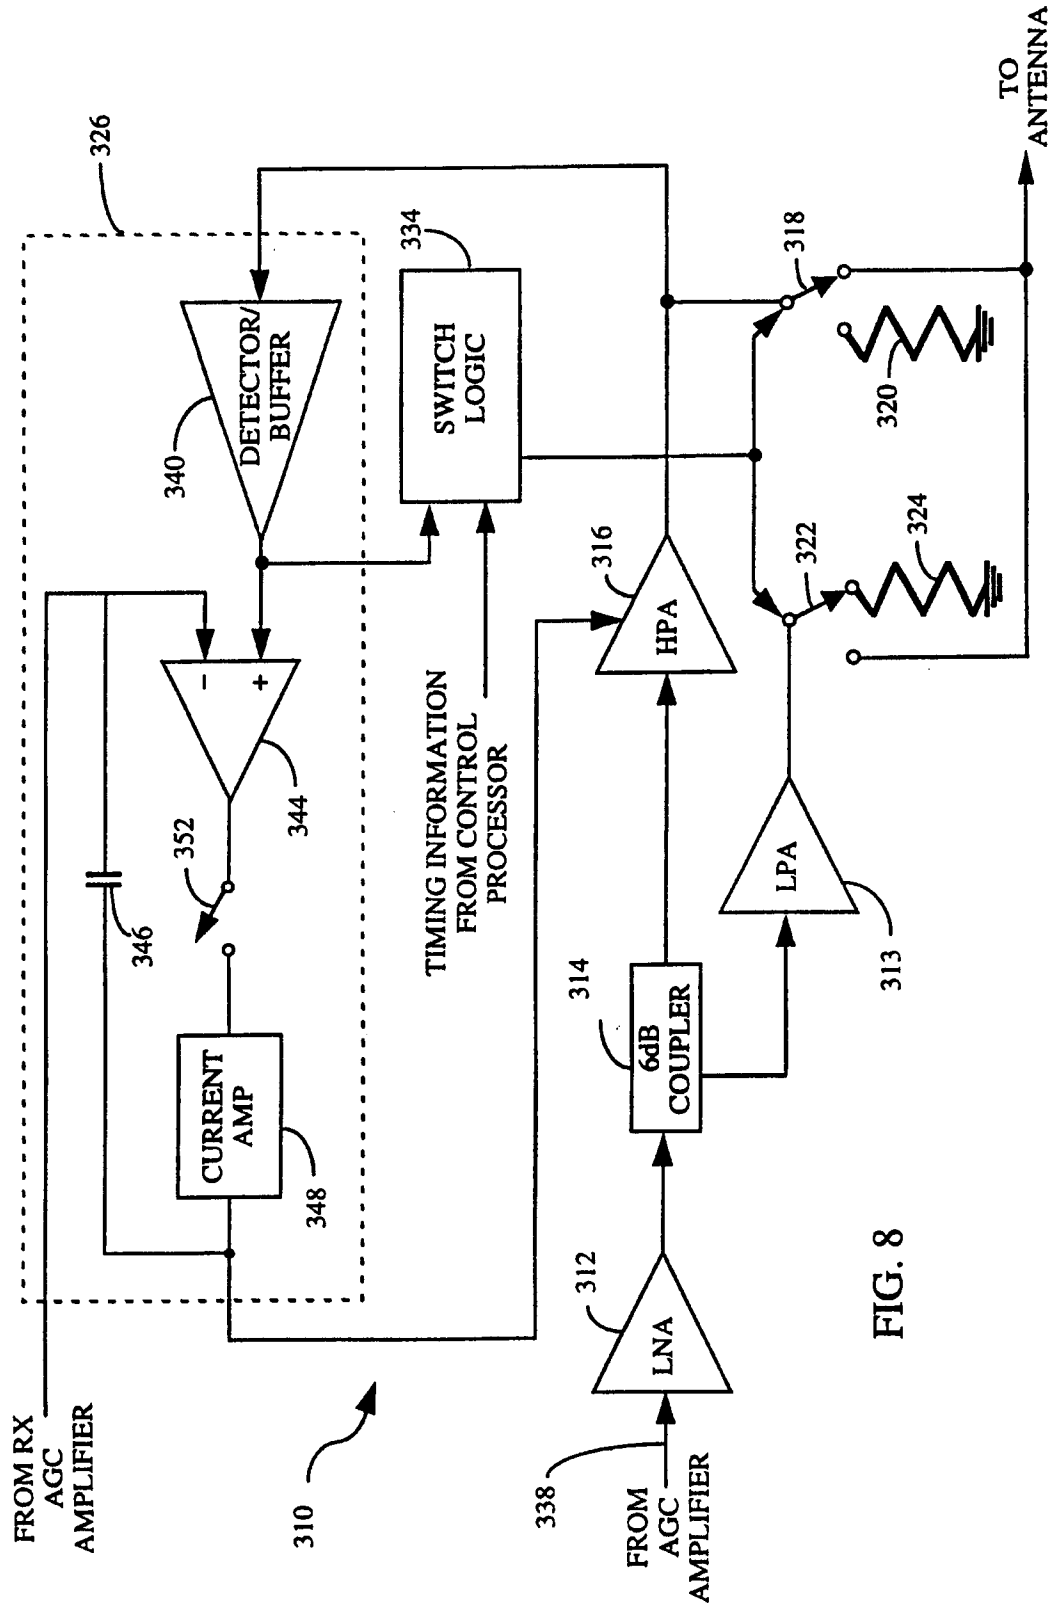 FROM RX
AGC
AMPLIFIER
326
346
352
340
DETECTOR/
BUFFER
CURRENT
AMP
348
344
−
+
334
SWITCH
LOGIC
TIMING INFORMATION
FROM CONTROL
PROCESSOR
310
338
FROM
AGC
AMPLIFIER
312
LNA
314
6dB
COUPLER
316
HPA
LPA
313
322
324
318
320
TO
ANTENNA
FIG. 8